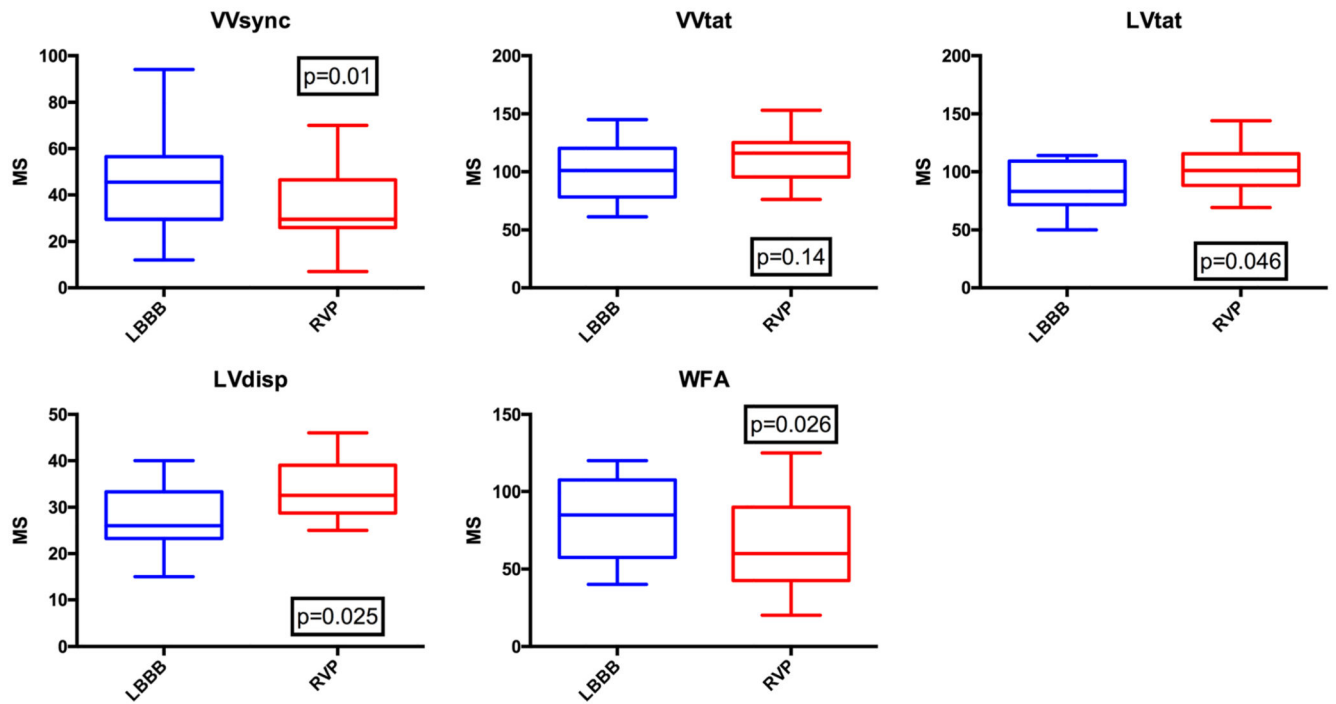 VVsync
100
80
60
40
20
0
MS
p=0.01
LBBB
RVP
VVtat
200
150
100
50
0
MS
p=0.14
LBBB
RVP
LVtat
200
150
100
50
0
MS
p=0.046
LBBB
RVP
LVdisp
50
40
30
20
10
0
MS
p=0.025
LBBB
RVP
WFA
150
100
50
0
MS
p=0.026
LBBB
RVP